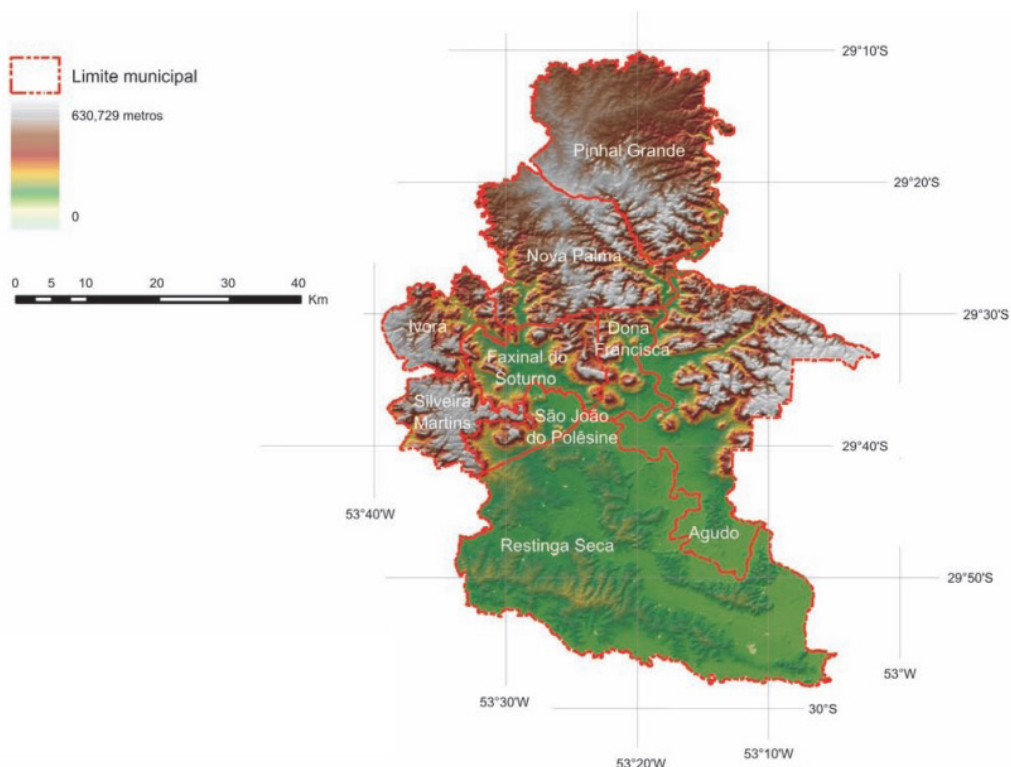 Limite municipal
630,729 metros
0
0 5 10 20 30 40
Km
29°10'S
Pinhal Grande
29°20'S
Nova Palma
29°30'S
Ivorá
Dona
Francisca
Faxinal do
Soturno
Silveira
Martins
São João
do Polêsine
29°40'S
53°40'W
Agudo
Restinga Seca
29°50'S
53°W
53°30'W
30°S
53°10'W
53°20'W